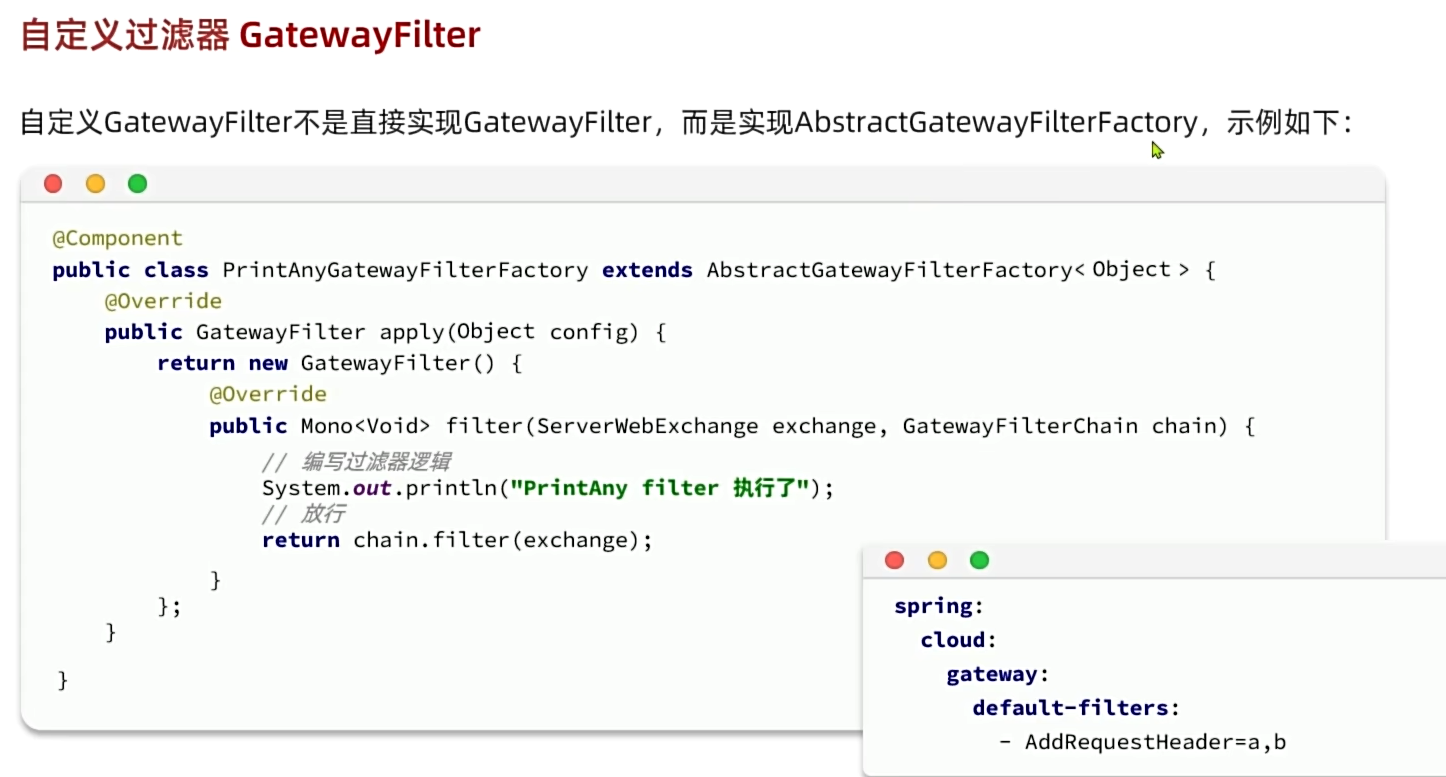 自定义过滤器 GatewayFilter
自定义GatewayFilter不是直接实现GatewayFilter，而是实现AbstractGatewayFilterFactory，示例如下：
@Component
public class PrintAnyGatewayFilterFactory extends AbstractGatewayFilterFactory<Object> {
@Override
public GatewayFilter apply(Object config) {
return new GatewayFilter() {
@Override
public Mono<Void> filter(ServerWebExchange exchange, GatewayFilterChain chain) {
// 编写过滤器逻辑
System.out.println("PrintAny filter 执行了");
// 放行
return chain.filter(exchange);
}
};
}
}
spring:
cloud:
gateway:
default-filters:
- AddRequestHeader=a,b